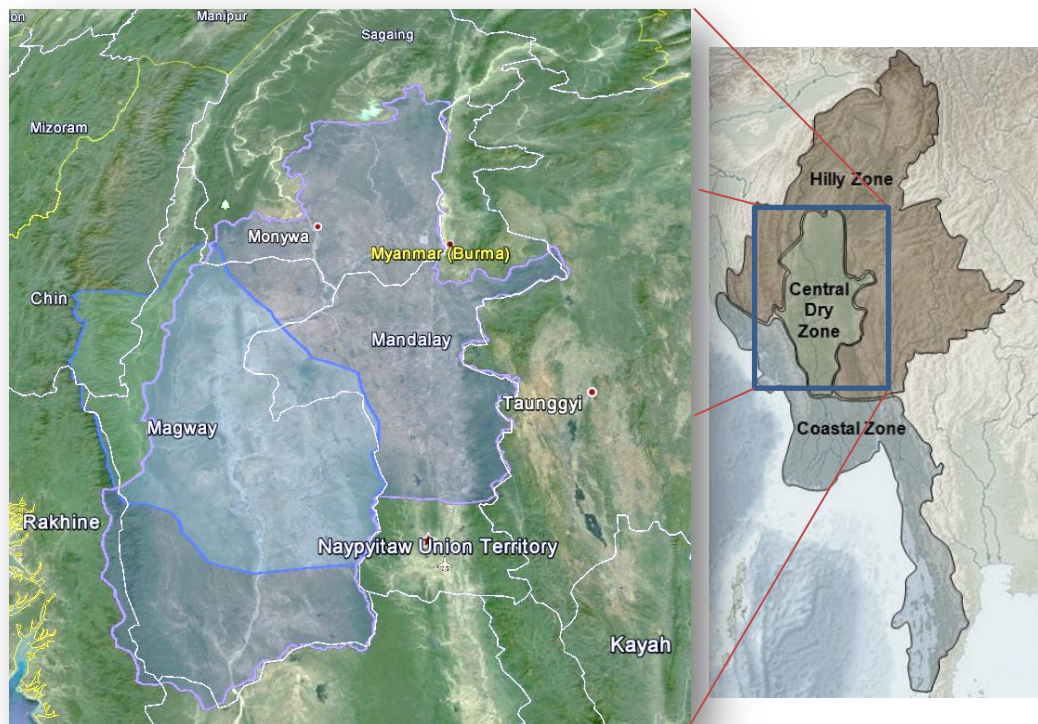 on
Manipur
Sagaing
Mizoram
Monywa
Myanmar (Burma)
Chin
Mandalay
Taunggyi
Magway
Rakhine
Naypyitaw Union Territory
Kayah
Hilly Zone
Central
Dry
Zone
Coastal Zone